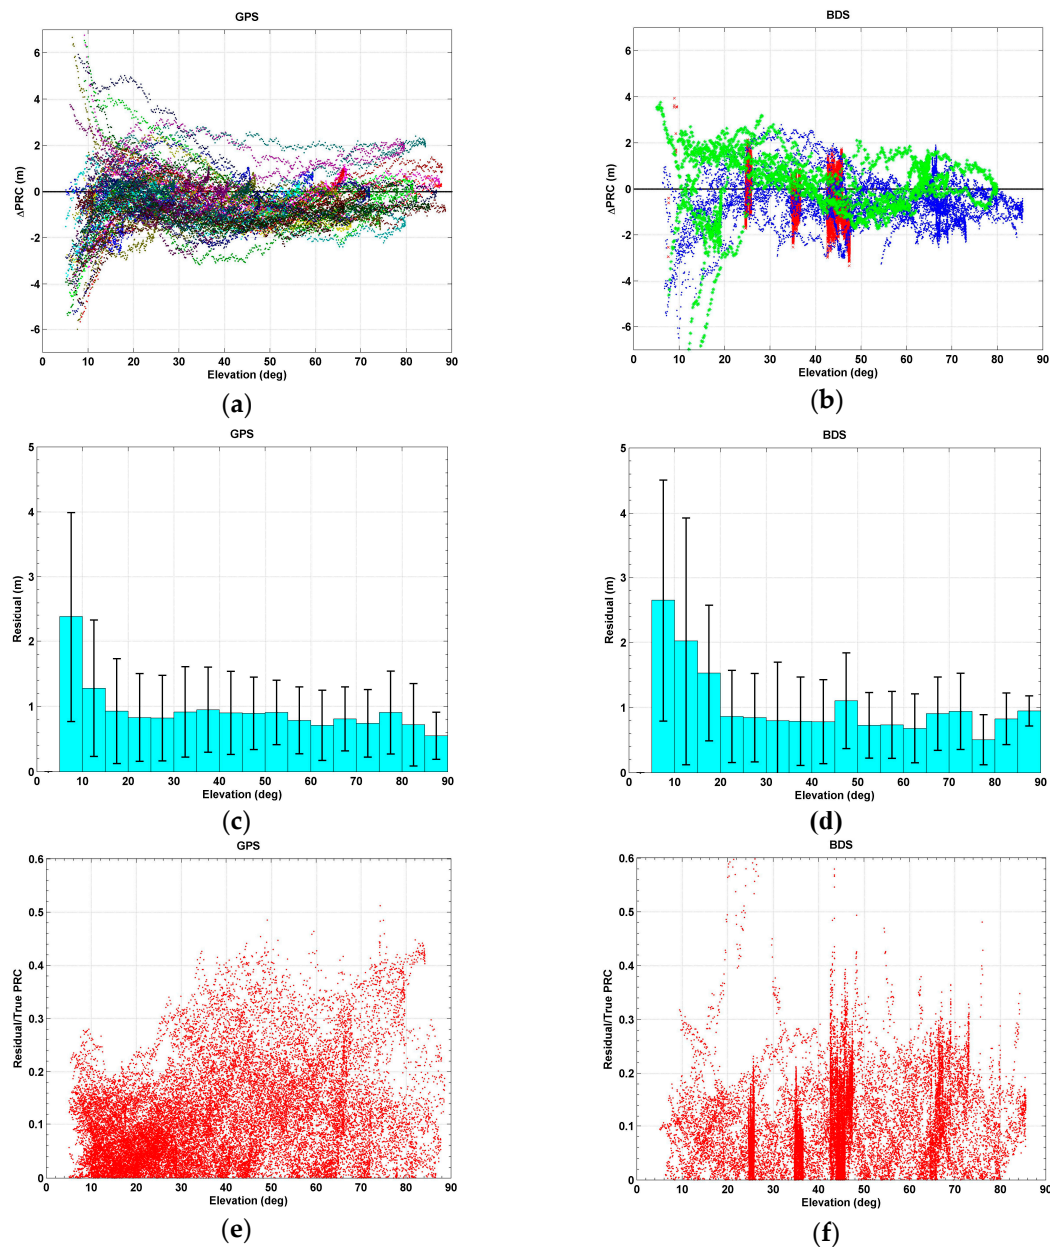 GPS
6
4
2
0
-2
-4
-6
ΔPRC (m)
0 10 20 30 40 50 60 70 80 90
Elevation (deg)
(a)
BDS
6
4
2
0
-2
-4
-6
ΔPRC (m)
0 10 20 30 40 50 60 70 80 90
Elevation (deg)
(b)
GPS
5
4
3
2
1
0
Residual (m)
0 10 20 30 40 50 60 70 80 90
Elevation (deg)
(c)
BDS
5
4
3
2
1
0
Residual (m)
0 10 20 30 40 50 60 70 80 90
Elevation (deg)
(d)
GPS
0.6
0.5
0.4
0.3
0.2
0.1
0
Residual/True PRC
0 10 20 30 40 50 60 70 80 90
Elevation (deg)
(e)
BDS
0.6
0.5
0.4
0.3
0.2
0.1
0
Residual/True PRC
0 10 20 30 40 50 60 70 80 90
Elevation (deg)
(f)